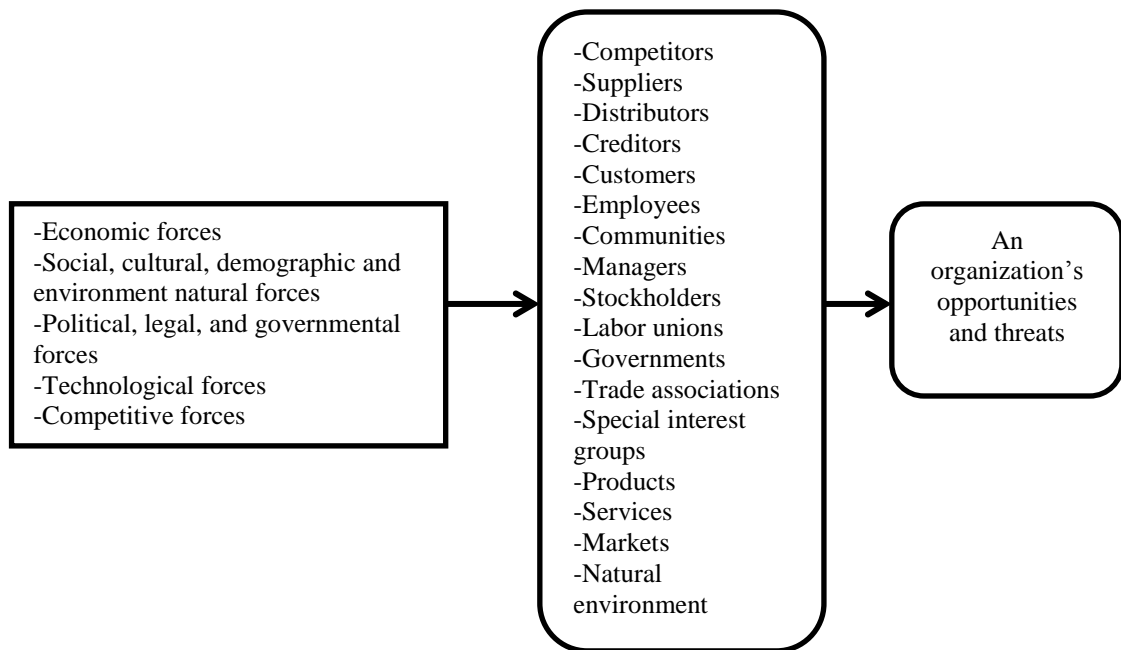 -Economic forces
-Social, cultural, demographic and
environment natural forces
-Political, legal, and governmental
forces
-Technological forces
-Competitive forces
-Competitors
-Suppliers
-Distributors
-Creditors
-Customers
-Employees
-Communities
-Managers
-Stockholders
-Labor unions
-Governments
-Trade associations
-Special interest
groups
-Products
-Services
-Markets
-Natural
environment
An
organization’s
opportunities
and threats